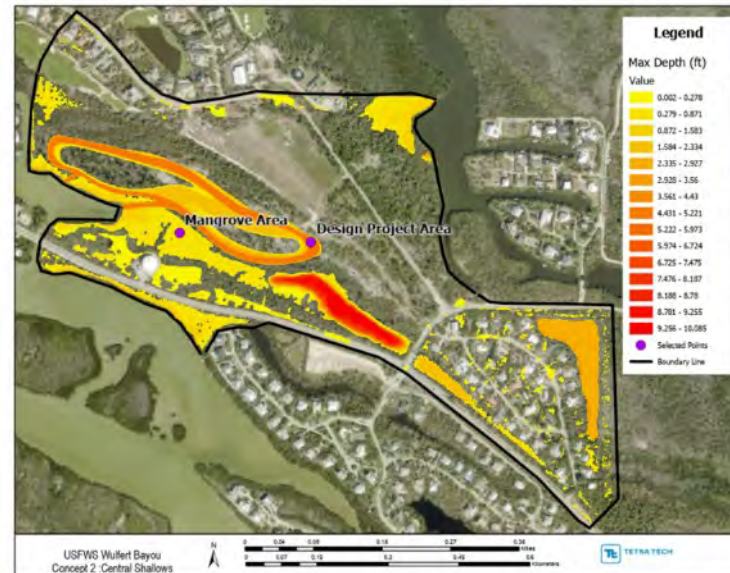 Legend
Max Depth (ft)
Value
0.002 - 0.278
0.279 - 0.871
0.872 - 1.583
1.584 - 2.334
2.335 - 2.927
2.928 - 3.56
3.561 - 4.43
4.431 - 5.221
5.222 - 5.973
5.974 - 6.724
6.725 - 7.475
7.476 - 8.187
8.188 - 8.78
8.781 - 9.255
9.256 - 10.085
Selected Points
Boundary Line
Mangrove Area
Design Project Area
USFWS Wulfert Bayou
Concept 2 :Central Shallows
N
TETRA TECH